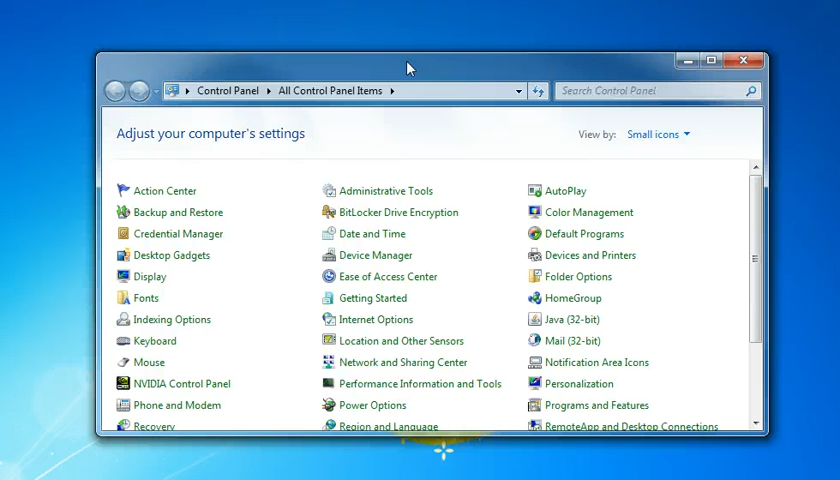 Control Panel All Control Panel Items Search Control Panel
Adjust your computer's settings View by: Small icons
Action Center Administrative Tools AutoPlay
Backup and Restore BitLocker Drive Encryption Color Management
Credential Manager Date and Time Default Programs
Desktop Gadgets Device Manager Devices and Printers
Display Ease of Access Center Folder Options
Fonts Getting Started HomeGroup
Indexing Options Internet Options Java (32-bit)
Keyboard Location and Other Sensors Mail (32-bit)
Mouse Network and Sharing Center Notification Area Icons
NVIDIA Control Panel Performance Information and Tools Personalization
Phone and Modem Power Options Programs and Features
Recovery Region and Language RemoteApp and Desktop Connections